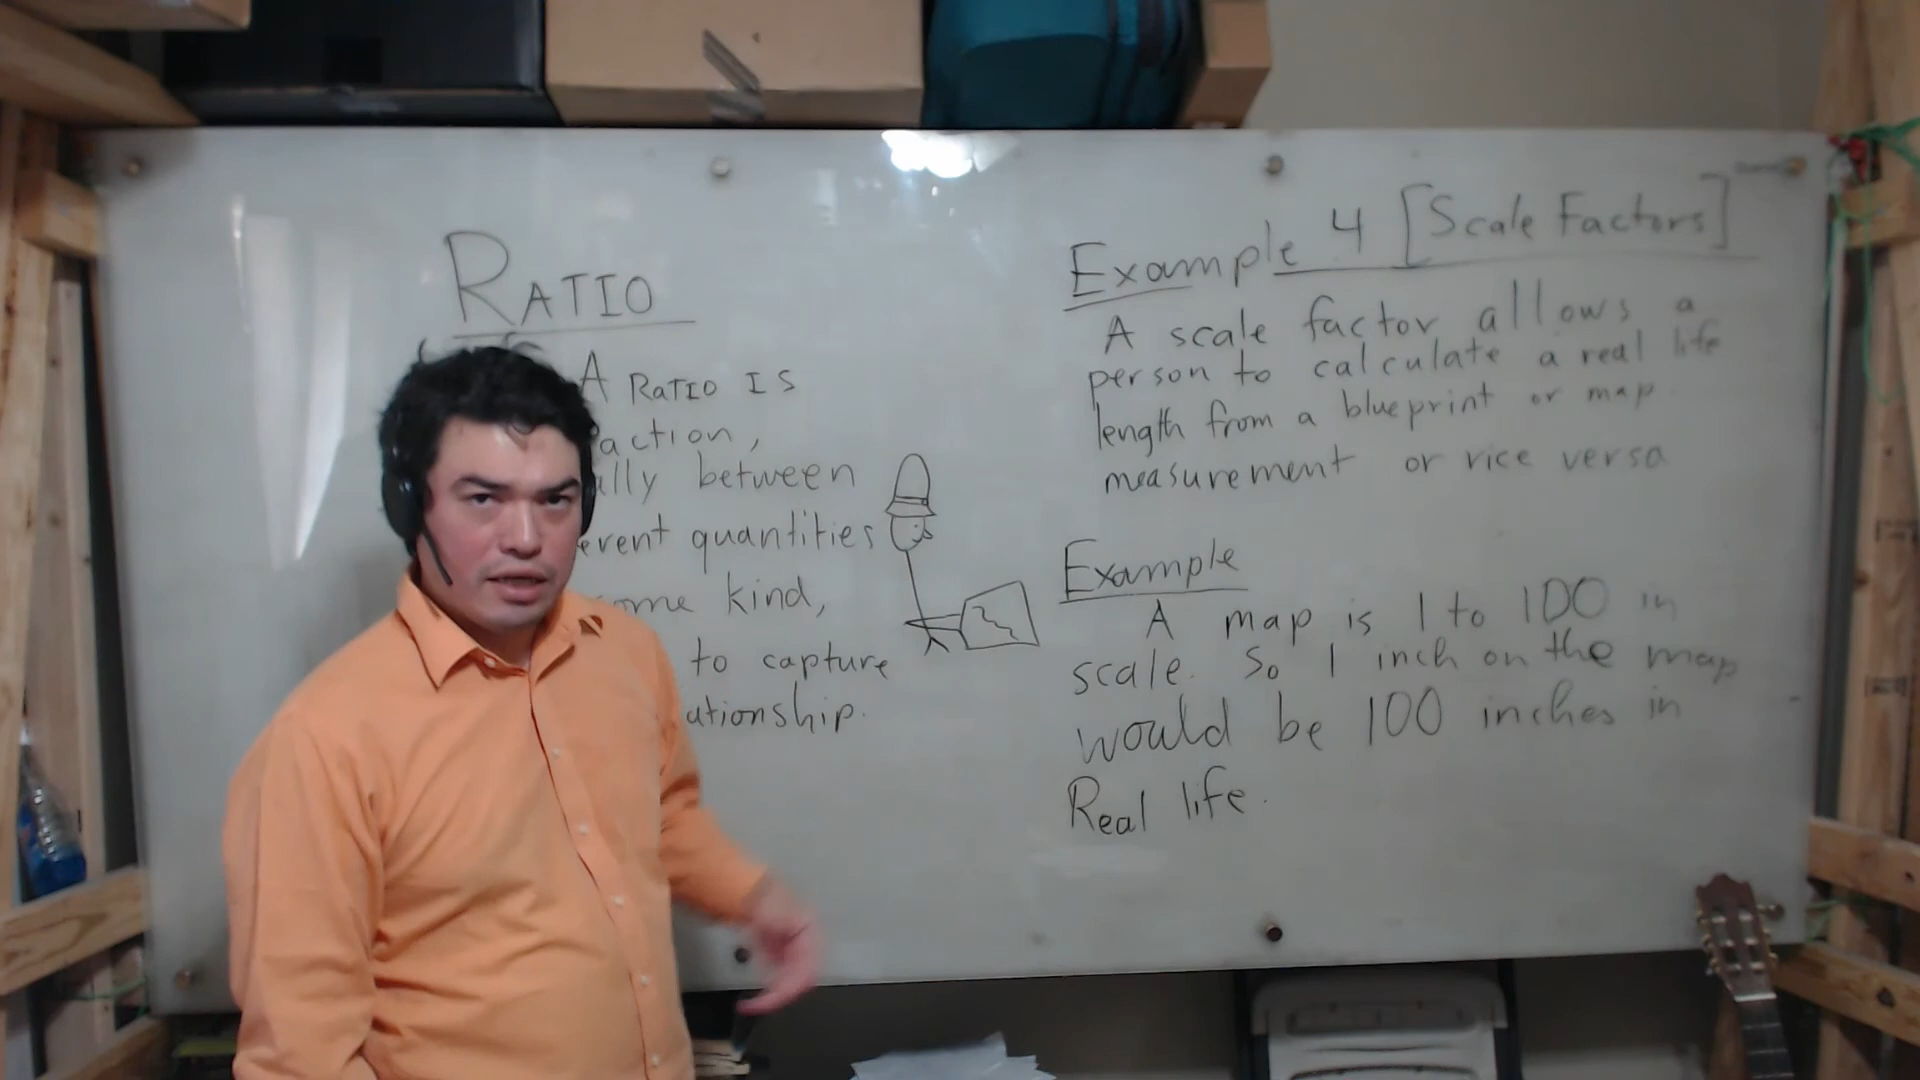 RATIO
A RATIO IS
action,
ally between
erent quantities
ome kind,
to capture
ationship.
Example 4 [Scale Factors]
A scale factor allows a
person to calculate a real life
length from a blueprint or map
measurement or vice versa
Example
A map is 1 to 100 in
scale. So 1 inch on the map
would be 100 inches in
Real life.